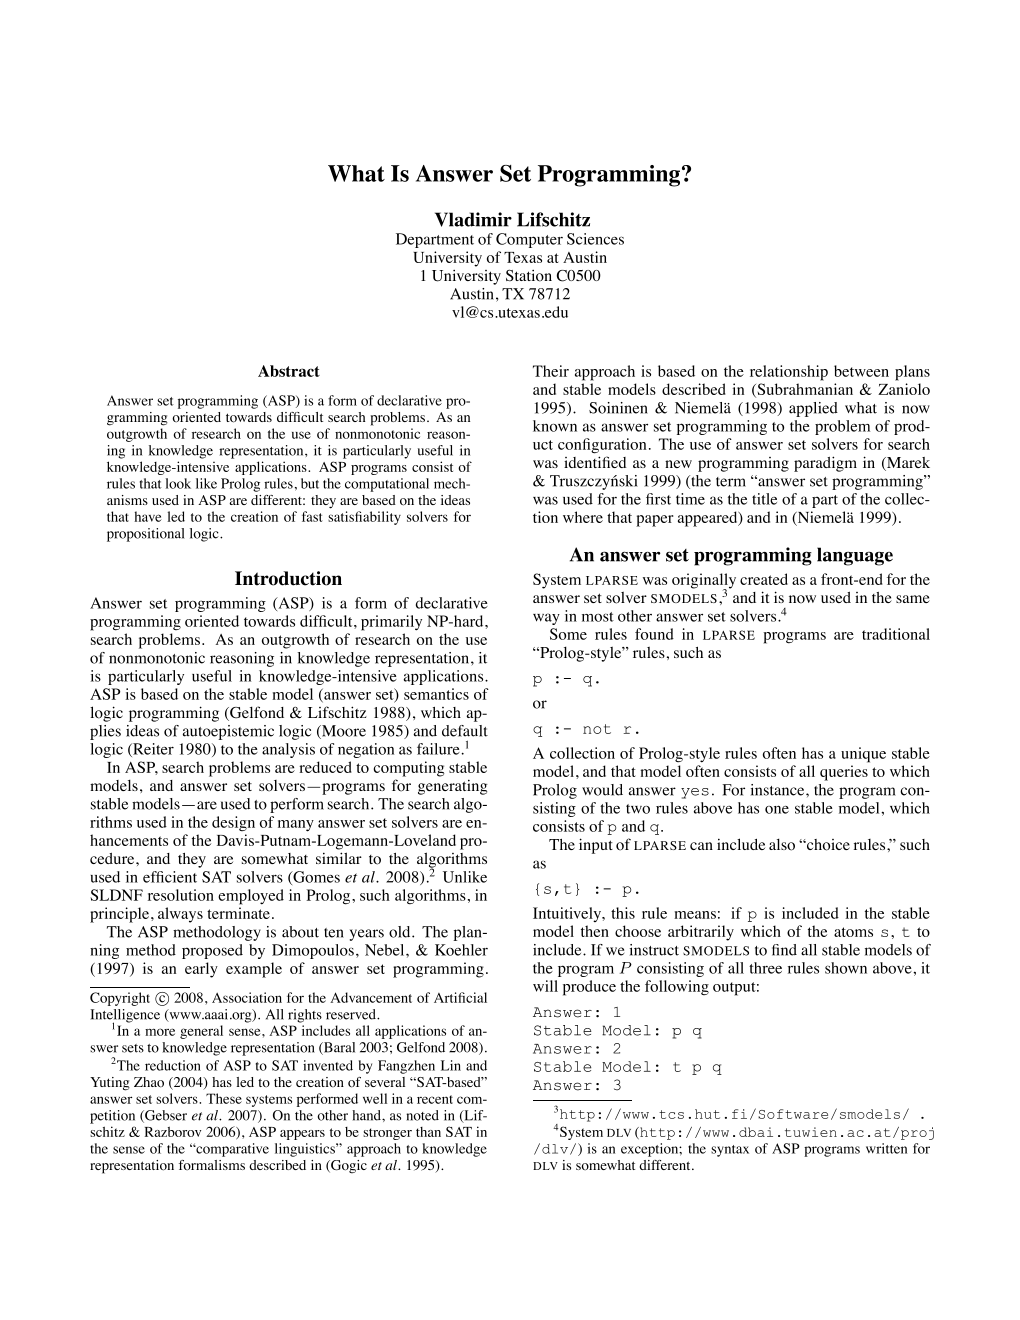 What Is Answer Set Programming?
Vladimir Lifschitz
Department of Computer Sciences
University of Texas at Austin
1 University Station C0500
Austin, TX 78712
vl@cs.utexas.edu
Abstract
Answer set programming (ASP) is a form of declarative pro-
gramming oriented towards difficult search problems. As an
outgrowth of research on the use of nonmonotonic reason-
ing in knowledge representation, it is particularly useful in
knowledge-intensive applications. ASP programs consist of
rules that look like Prolog rules, but the computational mech-
anisms used in ASP are different: they are based on the ideas
that have led to the creation of fast satisfiability solvers for
propositional logic.
Introduction
Answer set programming (ASP) is a form of declarative
programming oriented towards difficult, primarily NP-hard,
search problems. As an outgrowth of research on the use
of nonmonotonic reasoning in knowledge representation, it
is particularly useful in knowledge-intensive applications.
ASP is based on the stable model (answer set) semantics of
logic programming (Gelfond & Lifschitz 1988), which ap-
plies ideas of autoepistemic logic (Moore 1985) and default
logic (Reiter 1980) to the analysis of negation as failure.1
In ASP, search problems are reduced to computing stable
models, and answer set solvers—programs for generating
stable models—are used to perform search. The search algo-
rithms used in the design of many answer set solvers are en-
hancements of the Davis-Putnam-Logemann-Loveland pro-
cedure, and they are somewhat similar to the algorithms
used in efficient SAT solvers (Gomes et al. 2008).2 Unlike
SLDNF resolution employed in Prolog, such algorithms, in
principle, always terminate.
The ASP methodology is about ten years old. The plan-
ning method proposed by Dimopoulos, Nebel, & Koehler
(1997) is an early example of answer set programming.
Copyright © 2008, Association for the Advancement of Artificial
Intelligence (www.aaai.org). All rights reserved.
1In a more general sense, ASP includes all applications of an-
swer sets to knowledge representation (Baral 2003; Gelfond 2008).
2The reduction of ASP to SAT invented by Fangzhen Lin and
Yuting Zhao (2004) has led to the creation of several “SAT-based”
answer set solvers. These systems performed well in a recent com-
petition (Gebser et al. 2007). On the other hand, as noted in (Lif-
schitz & Razborov 2006), ASP appears to be stronger than SAT in
the sense of the “comparative linguistics” approach to knowledge
representation formalisms described in (Gogic et al. 1995).
Their approach is based on the relationship between plans
and stable models described in (Subrahmanian & Zaniolo
1995). Soininen & Niemelä (1998) applied what is now
known as answer set programming to the problem of prod-
uct configuration. The use of answer set solvers for search
was identified as a new programming paradigm in (Marek
& Truszczyński 1999) (the term “answer set programming”
was used for the first time as the title of a part of the collec-
tion where that paper appeared) and in (Niemelä 1999).
An answer set programming language
System LPARSE was originally created as a front-end for the
answer set solver SMODELS,3 and it is now used in the same
way in most other answer set solvers.4
Some rules found in LPARSE programs are traditional
“Prolog-style” rules, such as
p :- q.
or
q :- not r.
A collection of Prolog-style rules often has a unique stable
model, and that model often consists of all queries to which
Prolog would answer yes. For instance, the program con-
sisting of the two rules above has one stable model, which
consists of p and q.
The input of LPARSE can include also “choice rules,” such
as
{s,t} :- p.
Intuitively, this rule means: if p is included in the stable
model then choose arbitrarily which of the atoms s, t to
include. If we instruct SMODELS to find all stable models of
the program P consisting of all three rules shown above, it
will produce the following output:
Answer: 1
Stable Model: p q
Answer: 2
Stable Model: t p q
Answer: 3
3http://www.tcs.hut.fi/Software/smodels/ .
4System DLV (http://www.dbai.tuwien.ac.at/proj
/dlv/) is an exception; the syntax of ASP programs written for
DLV is somewhat different.